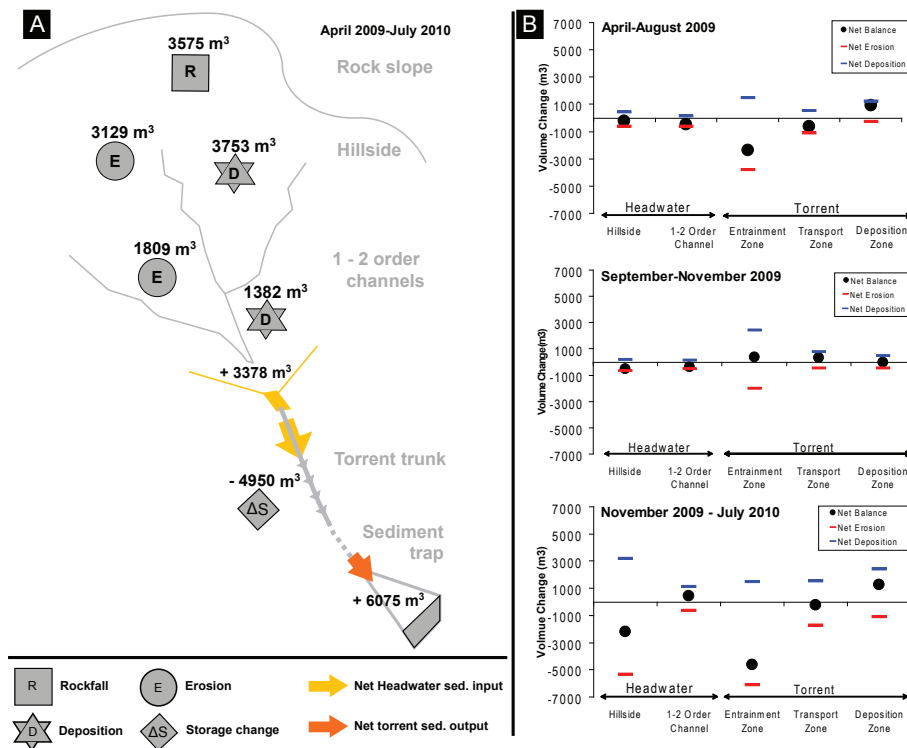 A
April 2009-July 2010
3575 m³
R
Rock slope
3129 m³
E
3753 m³
D
Hillside
1809 m³
E
1 - 2 order
channels
1382 m³
D
+ 3378 m³
Torrent trunk
- 4950 m³
ΔS
Sediment
trap
+ 6075 m³
R Rockfall
E Erosion
Net Headwater sed. input
D Deposition
ΔS Storage change
Net torrent sed. output
B
April-August 2009
Net Balance
Net Erosion
Net Deposition
Volume Change (m3)
7000
5000
3000
1000
-1000
-3000
-5000
-7000
Headwater Torrent
Hillside 1-2 Order Channel Entrainment Zone Transport Zone Deposition Zone
September-November 2009
Net Balance
Net Erosion
Net Deposition
Volume Change(m3)
7000
5000
3000
1000
-1000
-3000
-5000
-7000
Headwater Torrent
Hillside 1-2 Order Channel Entrainment Zone Transport Zone Deposition Zone
November 2009 - July 2010
Net Balance
Net Erosion
Net Deposition
Volmue Change (m3)
7000
5000
3000
1000
-1000
-3000
-5000
-7000
Headwater Torrent
Hillside 1-2 Order Channel Entrainment Zone Transport Zone Deposition Zone